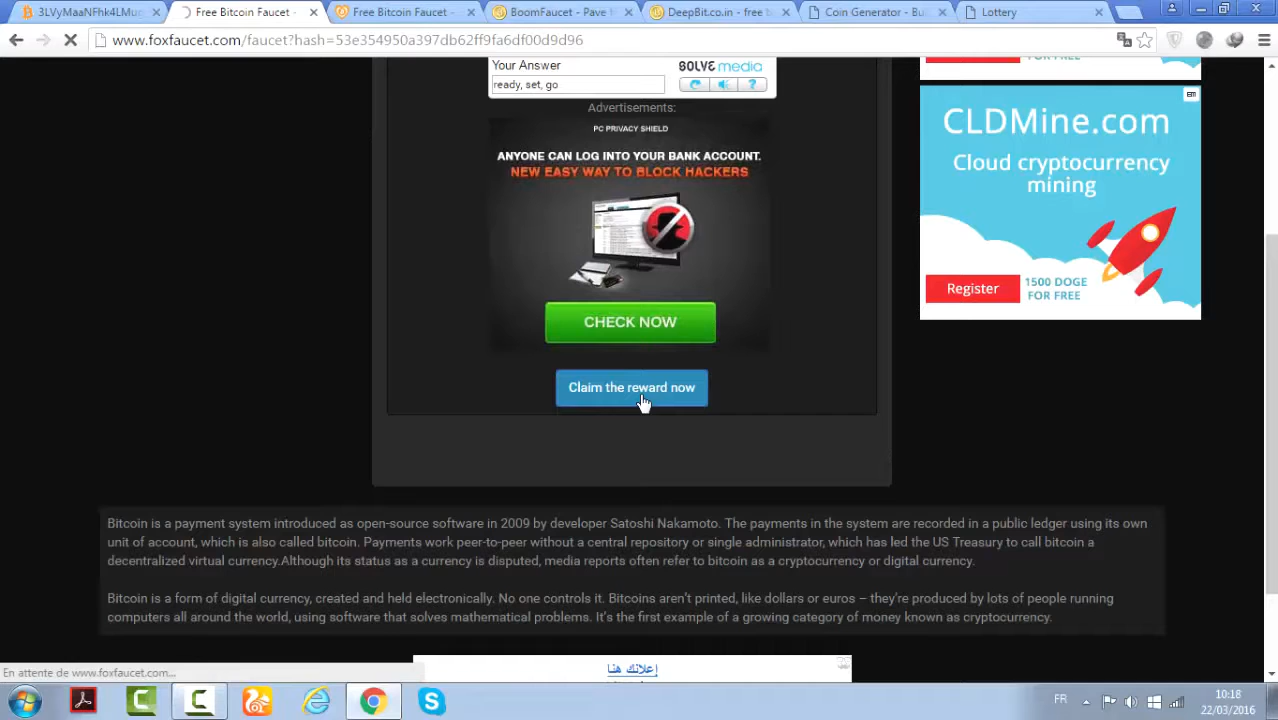 3LVyMaaNFhk4LMuc
Free Bitcoin Faucet -
Free Bitcoin Faucet -
BoomFaucet - Pave
DeepBit.co.in - free
Coin Generator - Bu
Lottery
www.foxfaucet.com/faucet?hash=53e354950a397db62ff9fa6df00d9d96
Your Answer
SOLVE media
ready, set, go
Advertisements:
PC PRIVACY SHIELD
ANYONE CAN LOG INTO YOUR BANK ACCOUNT.
NEW EASY WAY TO BLOCK HACKERS
CHECK NOW
Claim the reward now
CLDMine.com
Cloud cryptocurrency
mining
Register
1500 DOGE
FOR FREE
Bitcoin is a payment system introduced as open-source software in 2009 by developer Satoshi Nakamoto. The payments in the system are recorded in a public ledger using its own
unit of account, which is also called bitcoin. Payments work peer-to-peer without a central repository or single administrator, which has led the US Treasury to call bitcoin a
decentralized virtual currency.Although its status as a currency is disputed, media reports often refer to bitcoin as a cryptocurrency or digital currency.
Bitcoin is a form of digital currency, created and held electronically. No one controls it. Bitcoins aren't printed, like dollars or euros – they're produced by lots of people running
computers all around the world, using software that solves mathematical problems. It's the first example of a growing category of money known as cryptocurrency.
En attente de www.foxfaucet.com...
إعلانك هنا
FR
10:18
22/03/2016